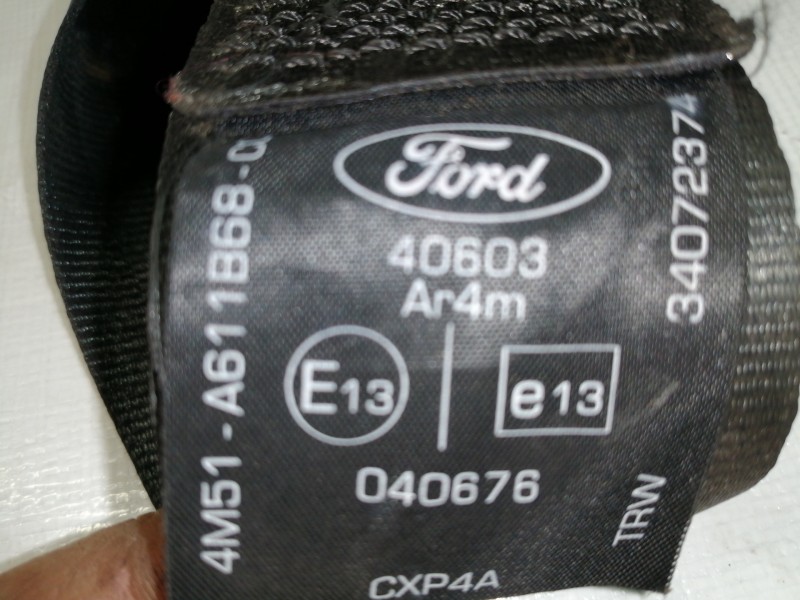 Ford
40603
Ar4m
E13
e13
040676
CXP4A
4M51-A611B68-
34072374
TRW